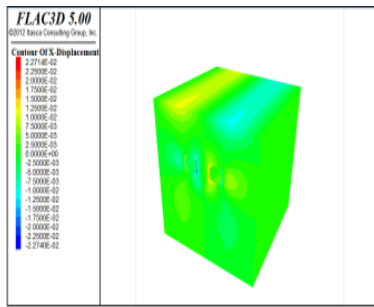 FLAC3D 5.00
©2012 Itasca Consulting Group, Inc.
Contour Of X-Displacement
2.2714E-02
2.2500E-02
2.0000E-02
1.7500E-02
1.5000E-02
1.2500E-02
1.0000E-02
7.5000E-03
5.0000E-03
2.5000E-03
0.0000E+00
-2.5000E-03
-5.0000E-03
-7.5000E-03
-1.0000E-02
-1.2500E-02
-1.5000E-02
-1.7500E-02
-2.0000E-02
-2.2500E-02
-2.2740E-02